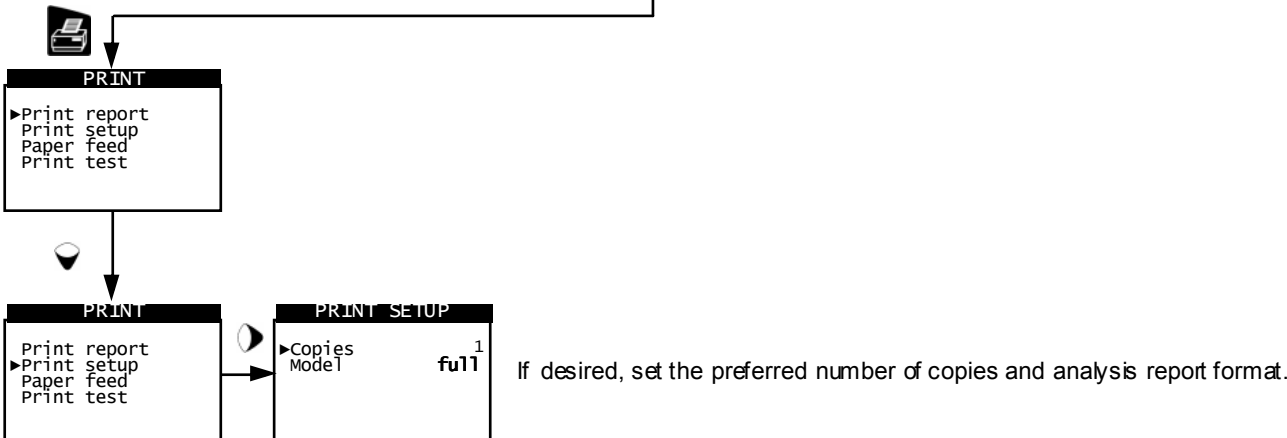 PRINT
►Print report
Print setup
Paper feed
Print test
PRINT
Print report
►Print setup
Paper feed
Print test
PRINT SETUP
►Copies 1
Model full
If desired, set the preferred number of copies and analysis report format.